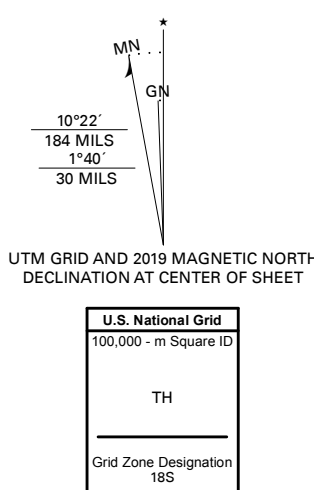 ★
MN
GN
10°22´
184 MILS
1°40´
30 MILS
UTM GRID AND 2019 MAGNETIC NORTH
DECLINATION AT CENTER OF SHEET
U.S. National Grid
100,000 - m Square ID
TH
Grid Zone Designation
18S